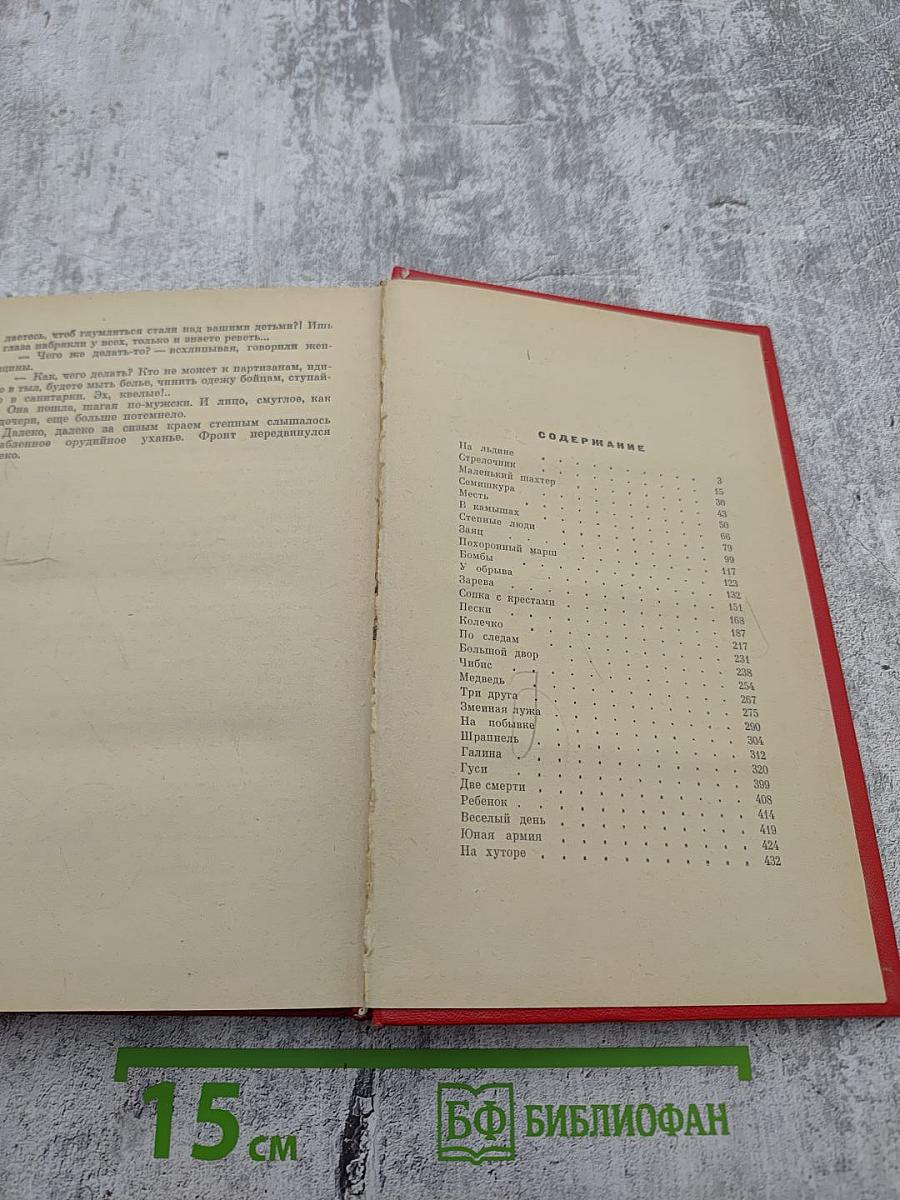 даетесь, чтоб глумиться стали над вашими детьми?! Ишь
глаза набрякли у всех, только и знаете реветь...
— Чего же делать-то? — всхлипывая, говорили жен-
щины.
— Как, чего делать? Кто не может к партизанам, иди-
в тыл, будете мыть белье, чинить одежу бойцам, ступай-
в санитарки. Эх, квелые!..
Она пошла, шагая по-мужски. И лицо, смуглое, как
дочери, еще больше потемнело.
Далеко, далеко за сизым краем степным слышалось
абленное орудийное уханье. Фронт передвинулся
еко.
СОДЕРЖАНИЕ
На льдине 3
Стрелочник 15
Маленький шахтер 30
Семишкура 43
Месть 50
В камышах 66
Степные люди 79
Заяц 99
Похоронный марш 117
Бомбы 123
У обрыва 132
Зарева 151
Сопка с крестами 168
Пески 187
Колечко 217
По следам 231
Большой двор 238
Чибис 254
Медведь 267
Три друга 275
Змеиная лужа 290
На побывке 304
Шрапнель 312
Галина 320
Гуси 399
Две смерти 408
Ребенок 414
Веселый день 419
Юная армия 424
На хуторе 432
15 см
БФ БИБЛИОФАН